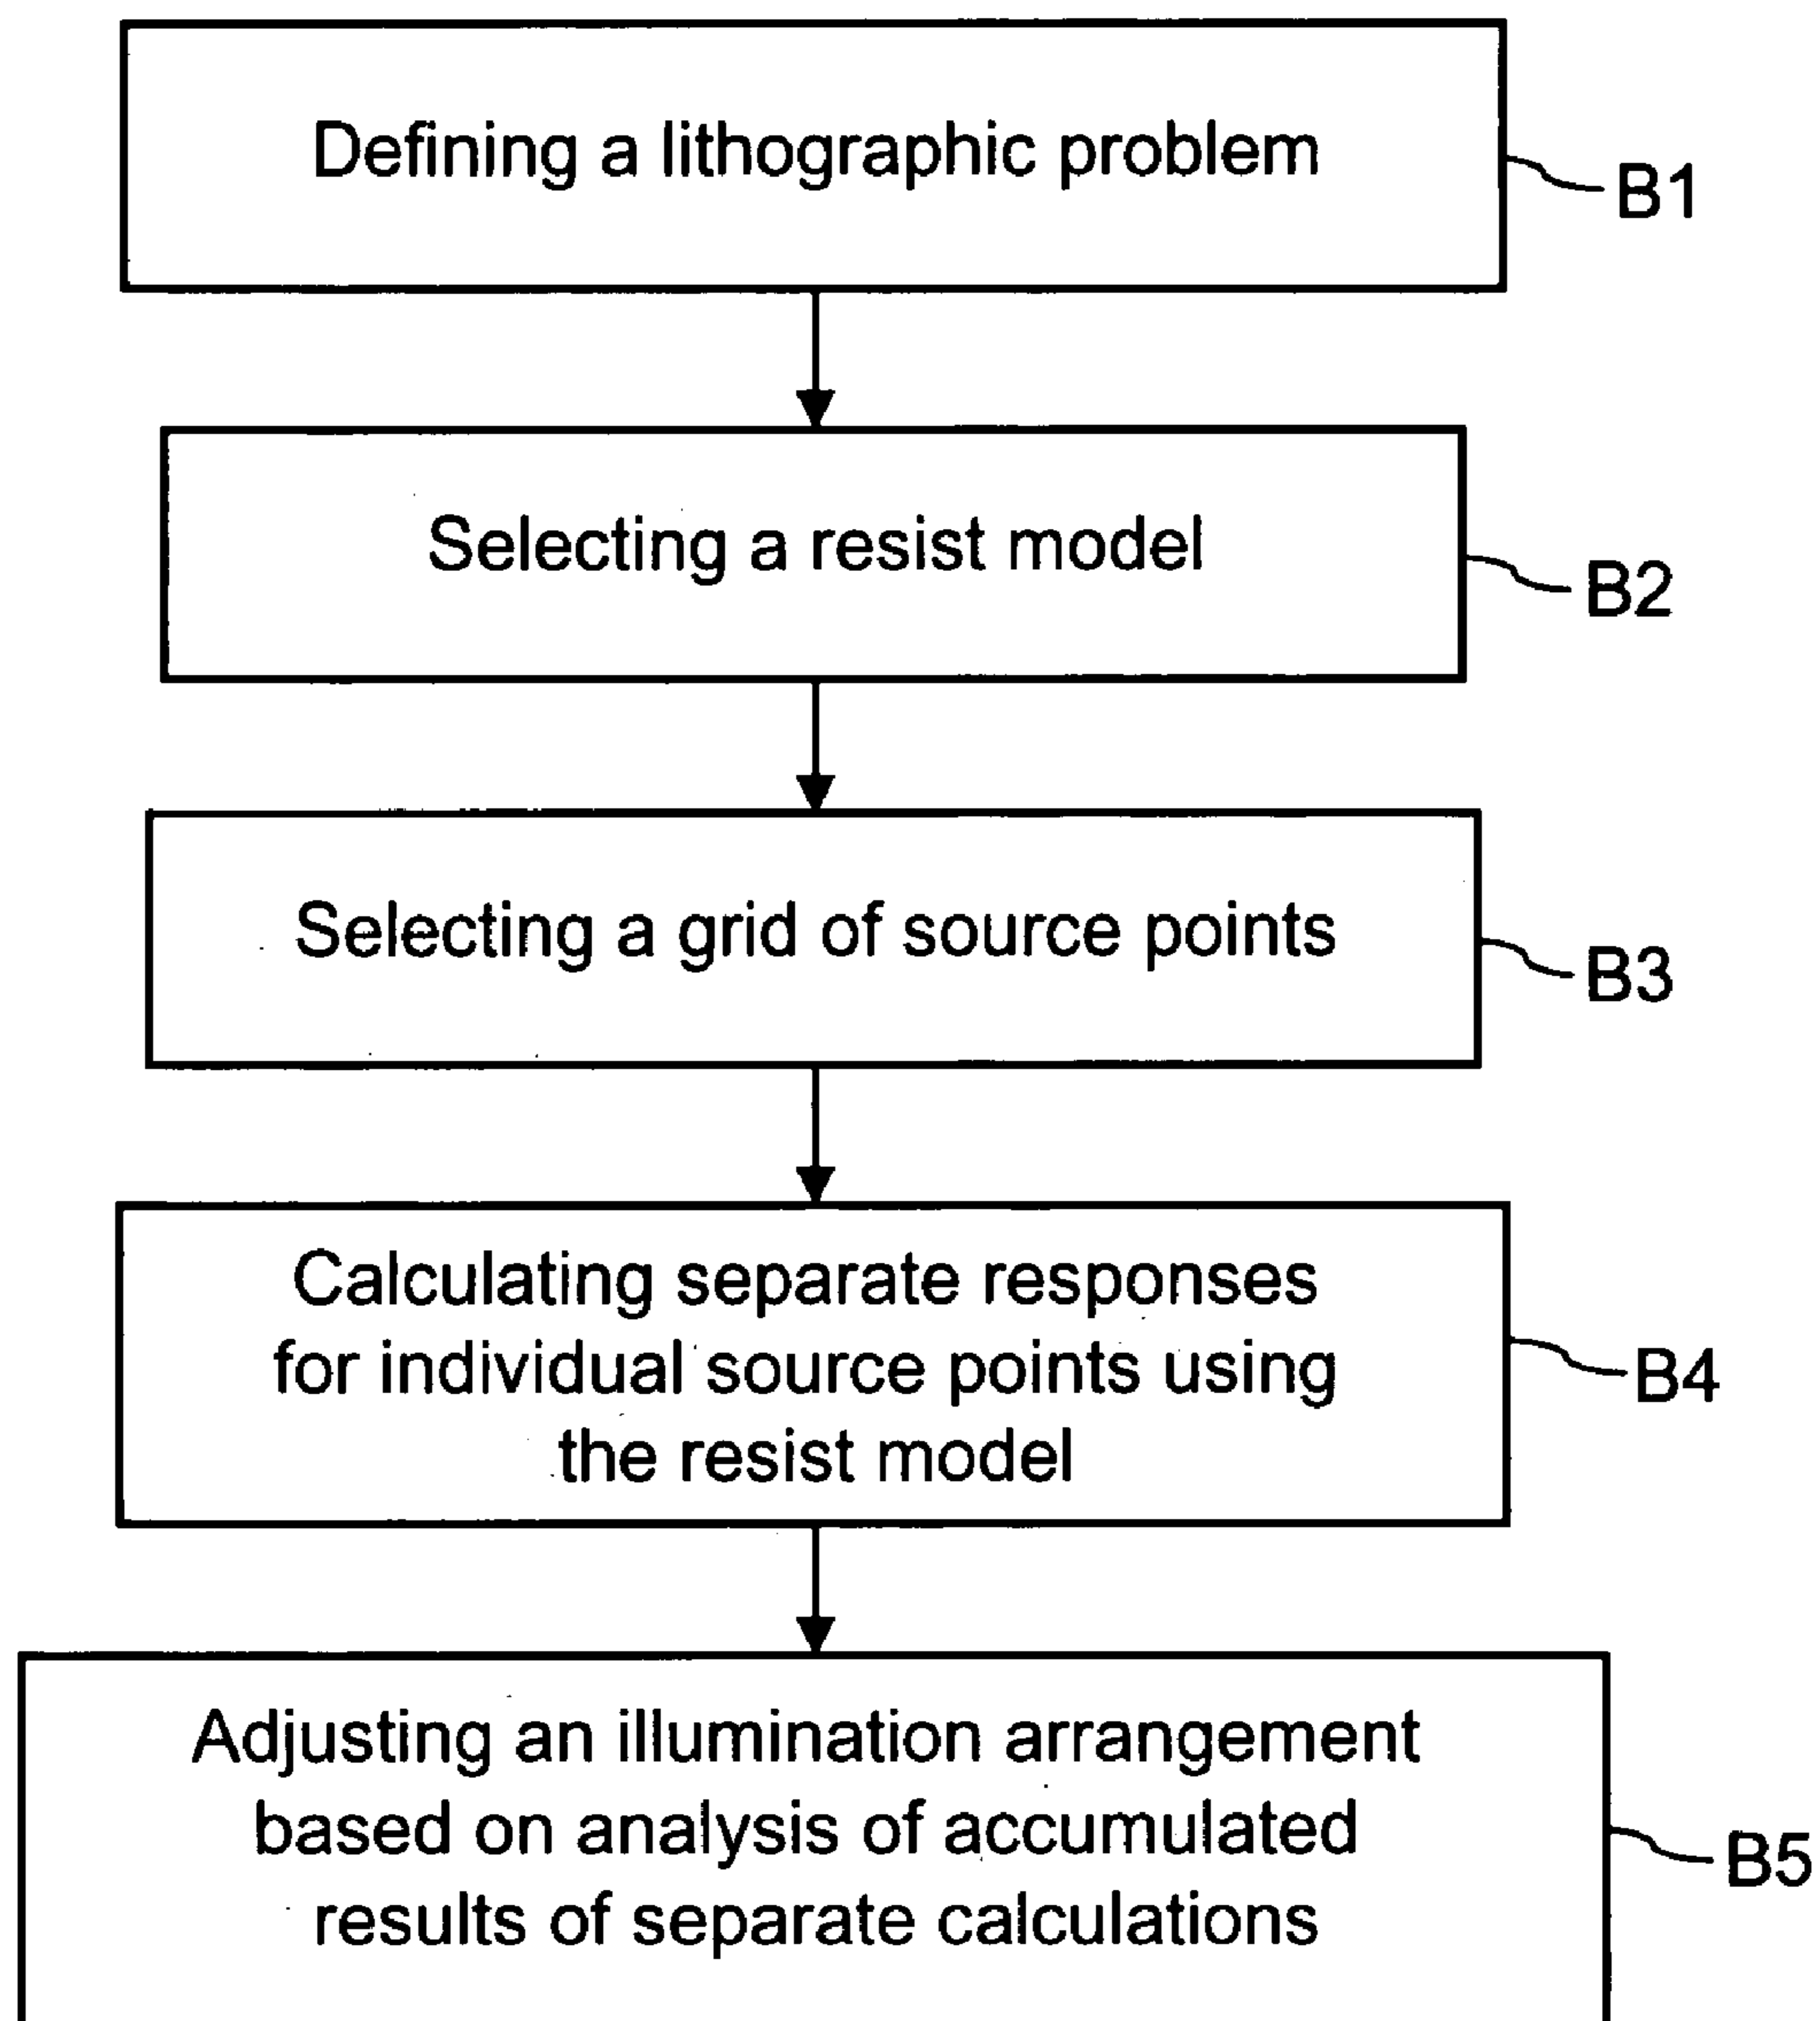 Defining a lithographic problem
B1
Selecting a resist model
B2
Selecting a grid of source points
B3
Calculating separate responses
for individual source points using
the resist model
B4
Adjusting an illumination arrangement
based on analysis of accumulated
results of separate calculations
B5